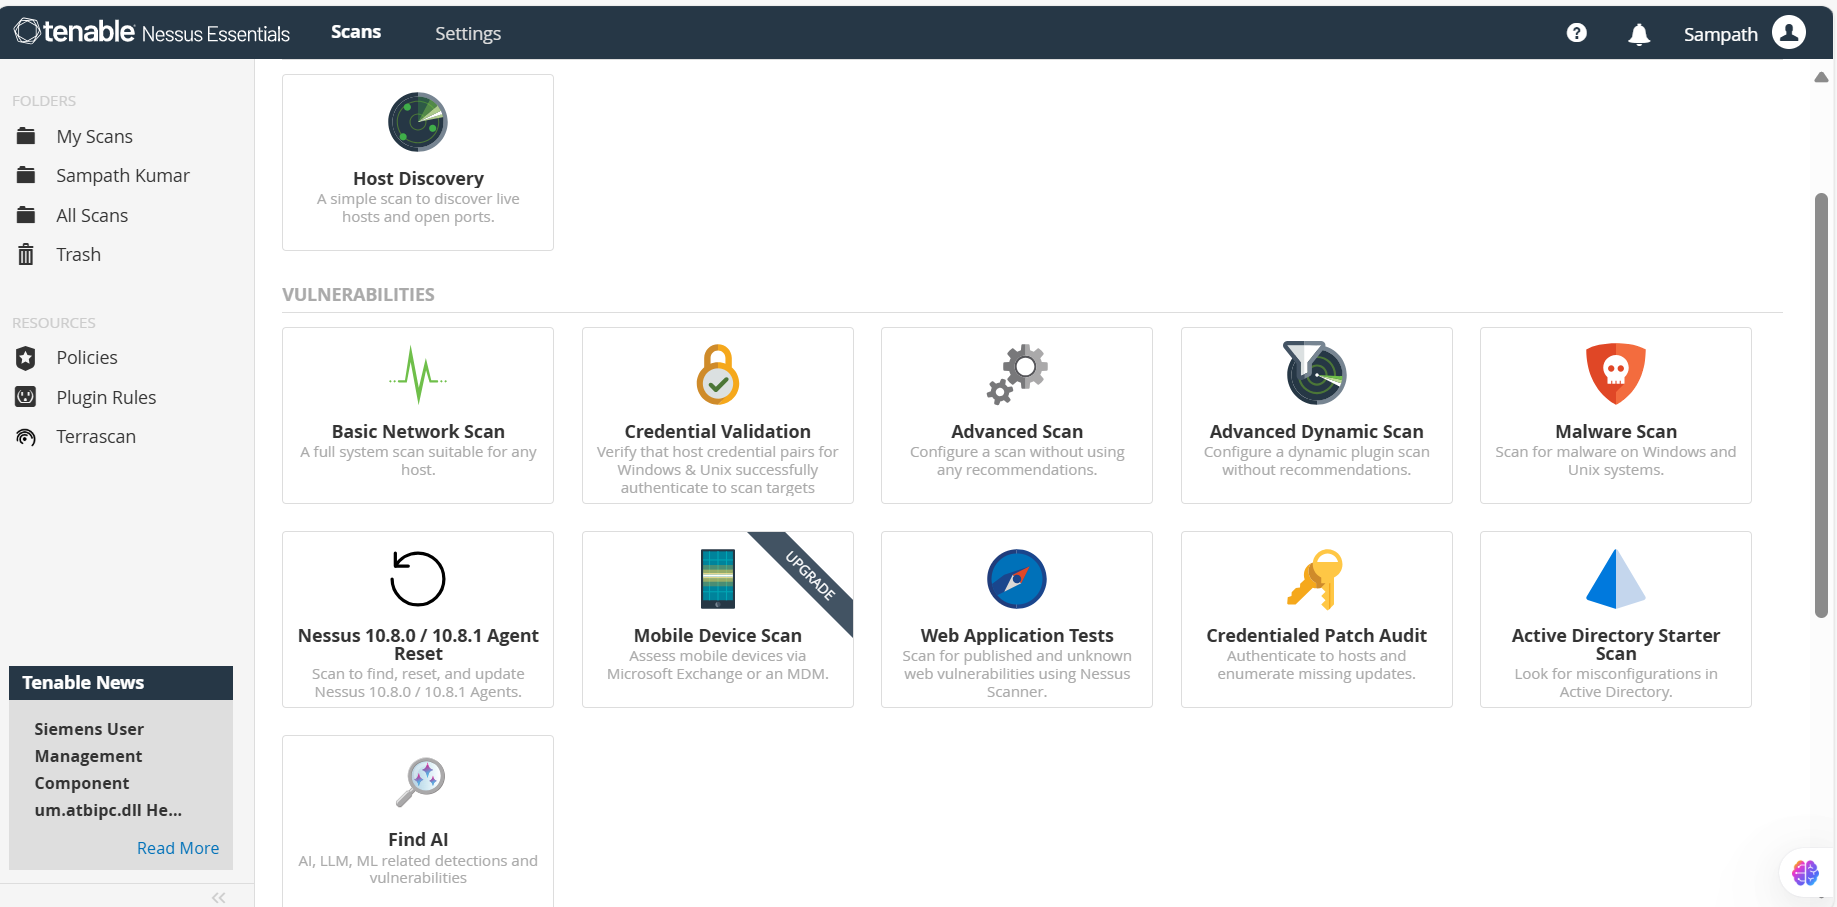 tenable Nessus Essentials
Scans
Settings
?
Sampath
FOLDERS
My Scans
Sampath Kumar
All Scans
Trash
RESOURCES
Policies
Plugin Rules
Terrascan
Tenable News
Siemens User
Management
Component
um.atbipc.dll He...
Read More
Host Discovery
A simple scan to discover live
hosts and open ports.
VULNERABILITIES
Basic Network Scan
A full system scan suitable for any
host.
Credential Validation
Verify that host credential pairs for
Windows & Unix successfully
authenticate to scan targets
Advanced Scan
Configure a scan without using
any recommendations.
Advanced Dynamic Scan
Configure a dynamic plugin scan
without recommendations.
Malware Scan
Scan for malware on Windows and
Unix systems.
Nessus 10.8.0 / 10.8.1 Agent
Reset
Scan to find, reset, and update
Nessus 10.8.0 / 10.8.1 Agents.
UPGRADE
Mobile Device Scan
Assess mobile devices via
Microsoft Exchange or an MDM.
Web Application Tests
Scan for published and unknown
web vulnerabilities using Nessus
Scanner.
Credentialed Patch Audit
Authenticate to hosts and
enumerate missing updates.
Active Directory Starter
Scan
Look for misconfigurations in
Active Directory.
Find AI
AI, LLM, ML related detections and
vulnerabilities